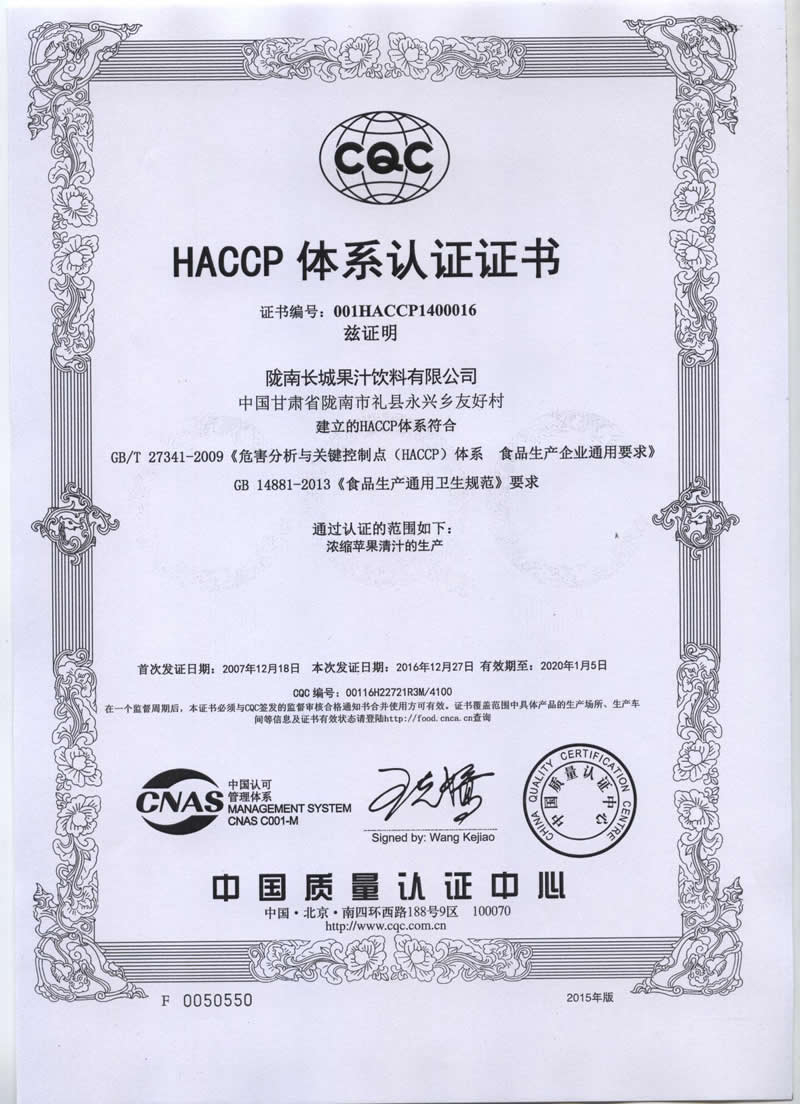 CQC
HACCP 体系认证证书
证书编号：001HACCP1400016
兹证明
陇南长城果汁饮料有限公司
中国甘肃省陇南市礼县永兴乡友好村
建立的HACCP体系符合
GB/T 27341-2009《危害分析与关键控制点（HACCP）体系 食品生产企业通用要求》
GB 14881-2013《食品生产通用卫生规范》要求
通过认证的范围如下：
浓缩苹果清汁的生产
首次发证日期：2007年12月18日 本次发证日期：2016年12月27日 有效期至：2020年1月5日
CQC 编号：00116H22721R3M/4100
在一个监督周期后，本证书必须与CQC签发的监督审核合格通知书合并使用方可有效。证书覆盖范围中具体产品的生产场所、生产车
间等信息及证书有效状态请登陆http://food.cnca.cn查询
CNAS
中国认可
管理体系
MANAGEMENT SYSTEM
CNAS C001-M
王克娇
Signed by: Wang Kejiao
CHINA QUALITY CERTIFICATION CENTRE
中国质量认证中心
中国质量认证中心
中国·北京·南四环西路188号9区 100070
http://www.cqc.com.cn
F 0050550
2015年版